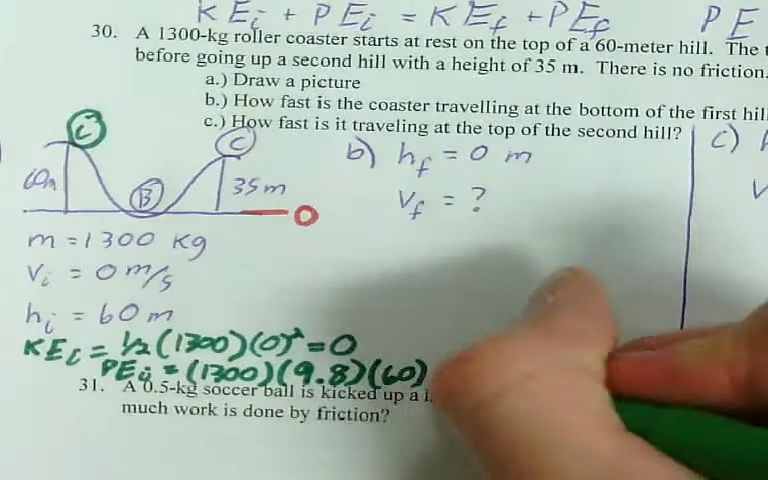 KEi + PEi = KEf + PEf PE
30. A 1300-kg roller coaster starts at rest on the top of a 60-meter hill. The
before going up a second hill with a height of 35 m. There is no friction.
a.) Draw a picture
b.) How fast is the coaster travelling at the bottom of the first hill
c.) How fast is it traveling at the top of the second hill?
i
C
60m
B
35m
0
b) hf = 0 m
vf = ?
c)
v
m = 1300 kg
vi = 0 m/s
hi = 60 m
KEi = 1/2 (1300)(0)² = 0
PEi = (1300)(9.8)(60)
31. A 0.5-kg soccer ball is kicked up a
much work is done by friction?